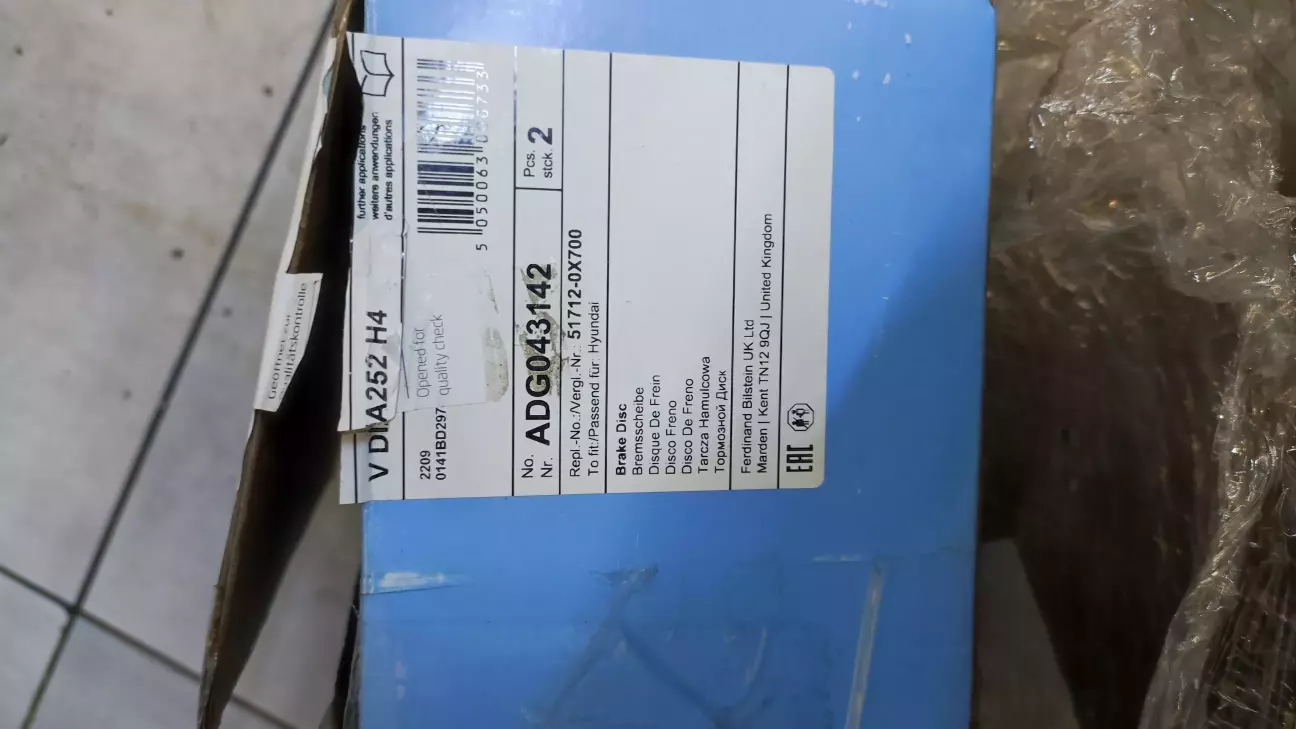 Geöffnet zur
Qualitätskontrolle
V DIA252 H4
further applications
weitere anwendungen
d'autres applications
2209
0141BD297
Opened for
quality check
No.
Nr.
ADG043142
Pcs.
stck.
2
Repl.-No.:/Vergl.-Nr.: 51712-0X700
To fit:/Passend für: Hyundai
Brake Disc
Bremsscheibe
Disque De Frein
Disco Freno
Disco De Freno
Tarcza Hamulcowa
Тормозной Диск
Ferdinand Bilstein UK Ltd
Marden | Kent TN12 9QJ | United Kingdom
EAC